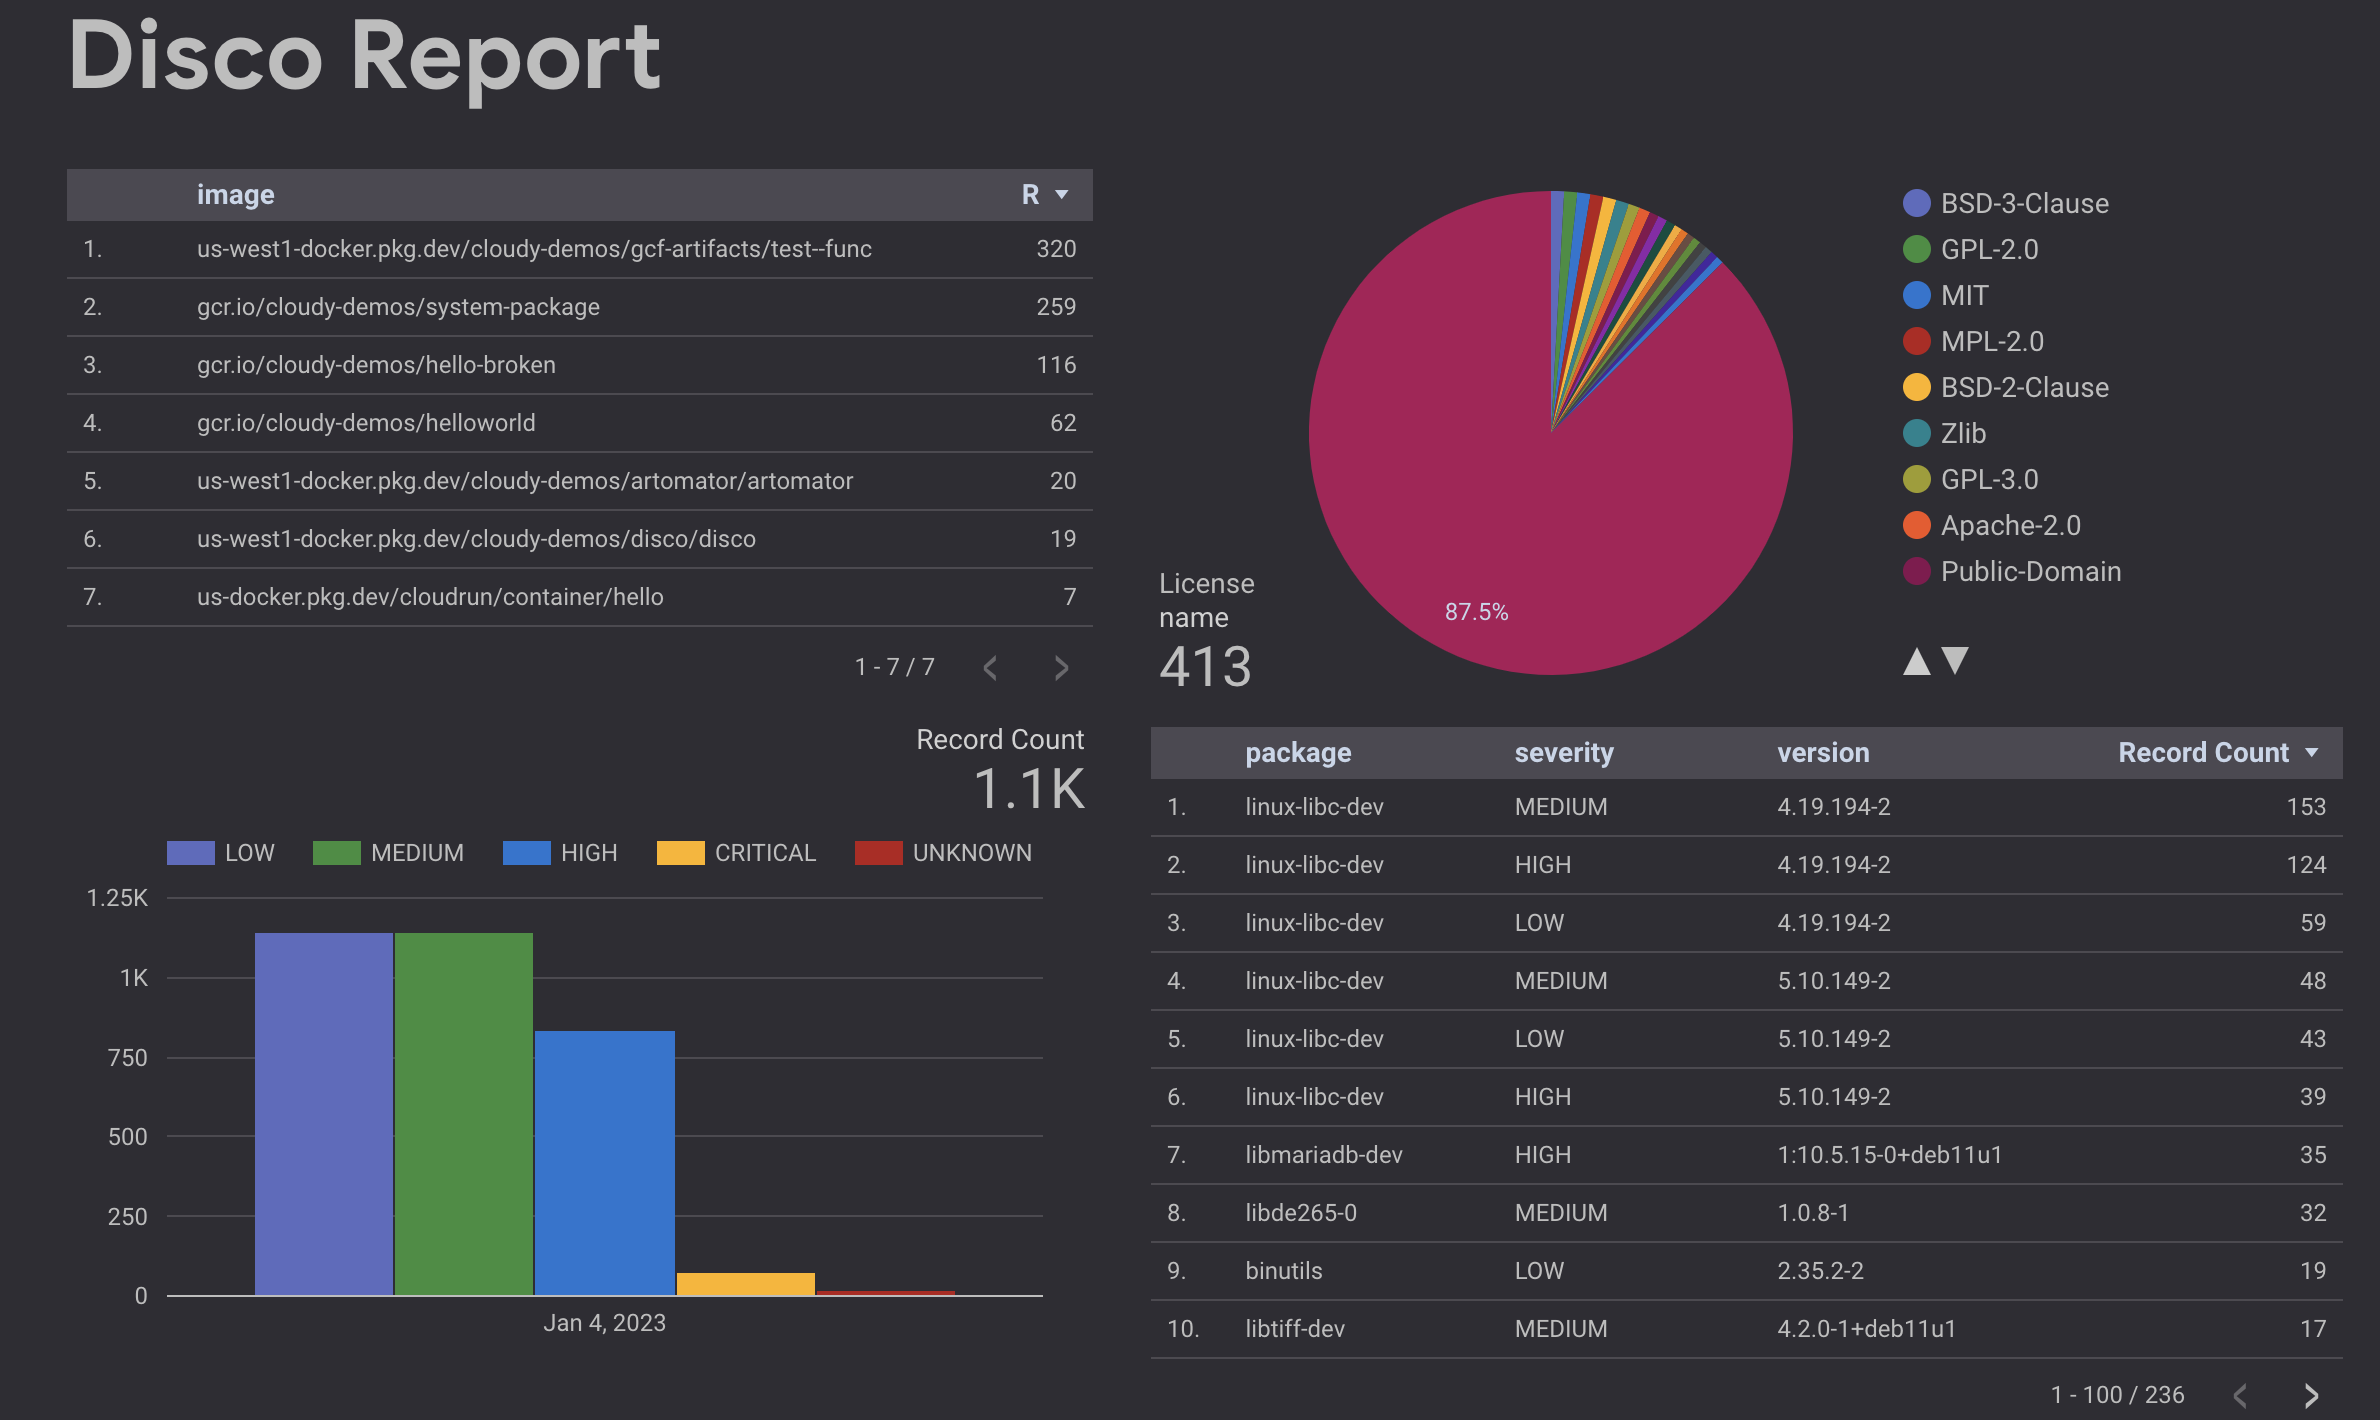 Disco Report
image R
1. us-west1-docker.pkg.dev/cloudy-demos/gcf-artifacts/test--func 320
2. gcr.io/cloudy-demos/system-package 259
3. gcr.io/cloudy-demos/hello-broken 116
4. gcr.io/cloudy-demos/helloworld 62
5. us-west1-docker.pkg.dev/cloudy-demos/artomator/artomator 20
6. us-west1-docker.pkg.dev/cloudy-demos/disco/disco 19
7. us-docker.pkg.dev/cloudrun/container/hello 7
1 - 7 / 7
License
name
413
87.5%
BSD-3-Clause
GPL-2.0
MIT
MPL-2.0
BSD-2-Clause
Zlib
GPL-3.0
Apache-2.0
Public-Domain
Record Count
1.1K
LOW MEDIUM HIGH CRITICAL UNKNOWN
1.25K
1K
750
500
250
0
Jan 4, 2023
package severity version Record Count
1. linux-libc-dev MEDIUM 4.19.194-2 153
2. linux-libc-dev HIGH 4.19.194-2 124
3. linux-libc-dev LOW 4.19.194-2 59
4. linux-libc-dev MEDIUM 5.10.149-2 48
5. linux-libc-dev LOW 5.10.149-2 43
6. linux-libc-dev HIGH 5.10.149-2 39
7. libmariadb-dev HIGH 1:10.5.15-0+deb11u1 35
8. libde265-0 MEDIUM 1.0.8-1 32
9. binutils LOW 2.35.2-2 19
10. libtiff-dev MEDIUM 4.2.0-1+deb11u1 17
1 - 100 / 236